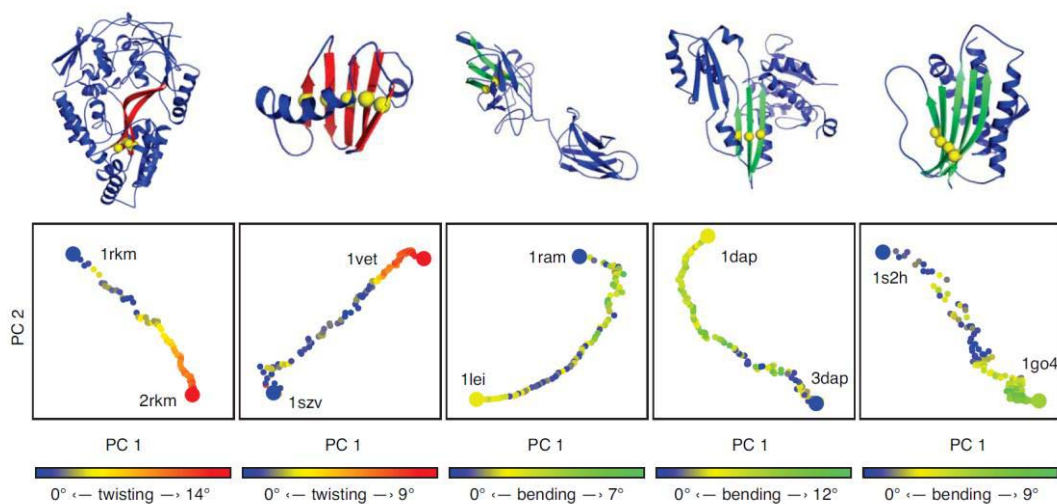 1rkm
2rkm
1vet
1szv
1ram
1lei
1dap
3dap
1s2h
1go4
PC 2
PC 1
PC 1
PC 1
PC 1
PC 1
0° ‹— twisting —› 14°
0° ‹— twisting —› 9°
0° ‹— bending —› 7°
0° ‹— bending —› 12°
0° ‹— bending —› 9°